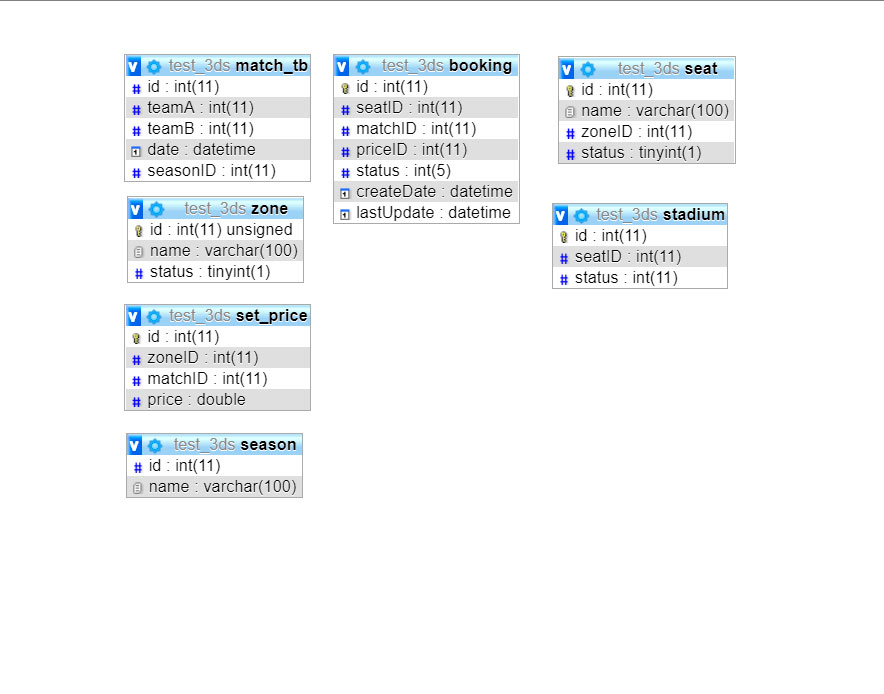 test_3ds match_tb
id : int(11)
teamA : int(11)
teamB : int(11)
date : datetime
seasonID : int(11)
test_3ds zone
id : int(11) unsigned
name : varchar(100)
status : tinyint(1)
test_3ds set_price
id : int(11)
zoneID : int(11)
matchID : int(11)
price : double
test_3ds season
id : int(11)
name : varchar(100)
test_3ds booking
id : int(11)
seatID : int(11)
matchID : int(11)
priceID : int(11)
status : int(5)
createDate : datetime
lastUpdate : datetime
test_3ds seat
id : int(11)
name : varchar(100)
zoneID : int(11)
status : tinyint(1)
test_3ds stadium
id : int(11)
seatID : int(11)
status : int(11)